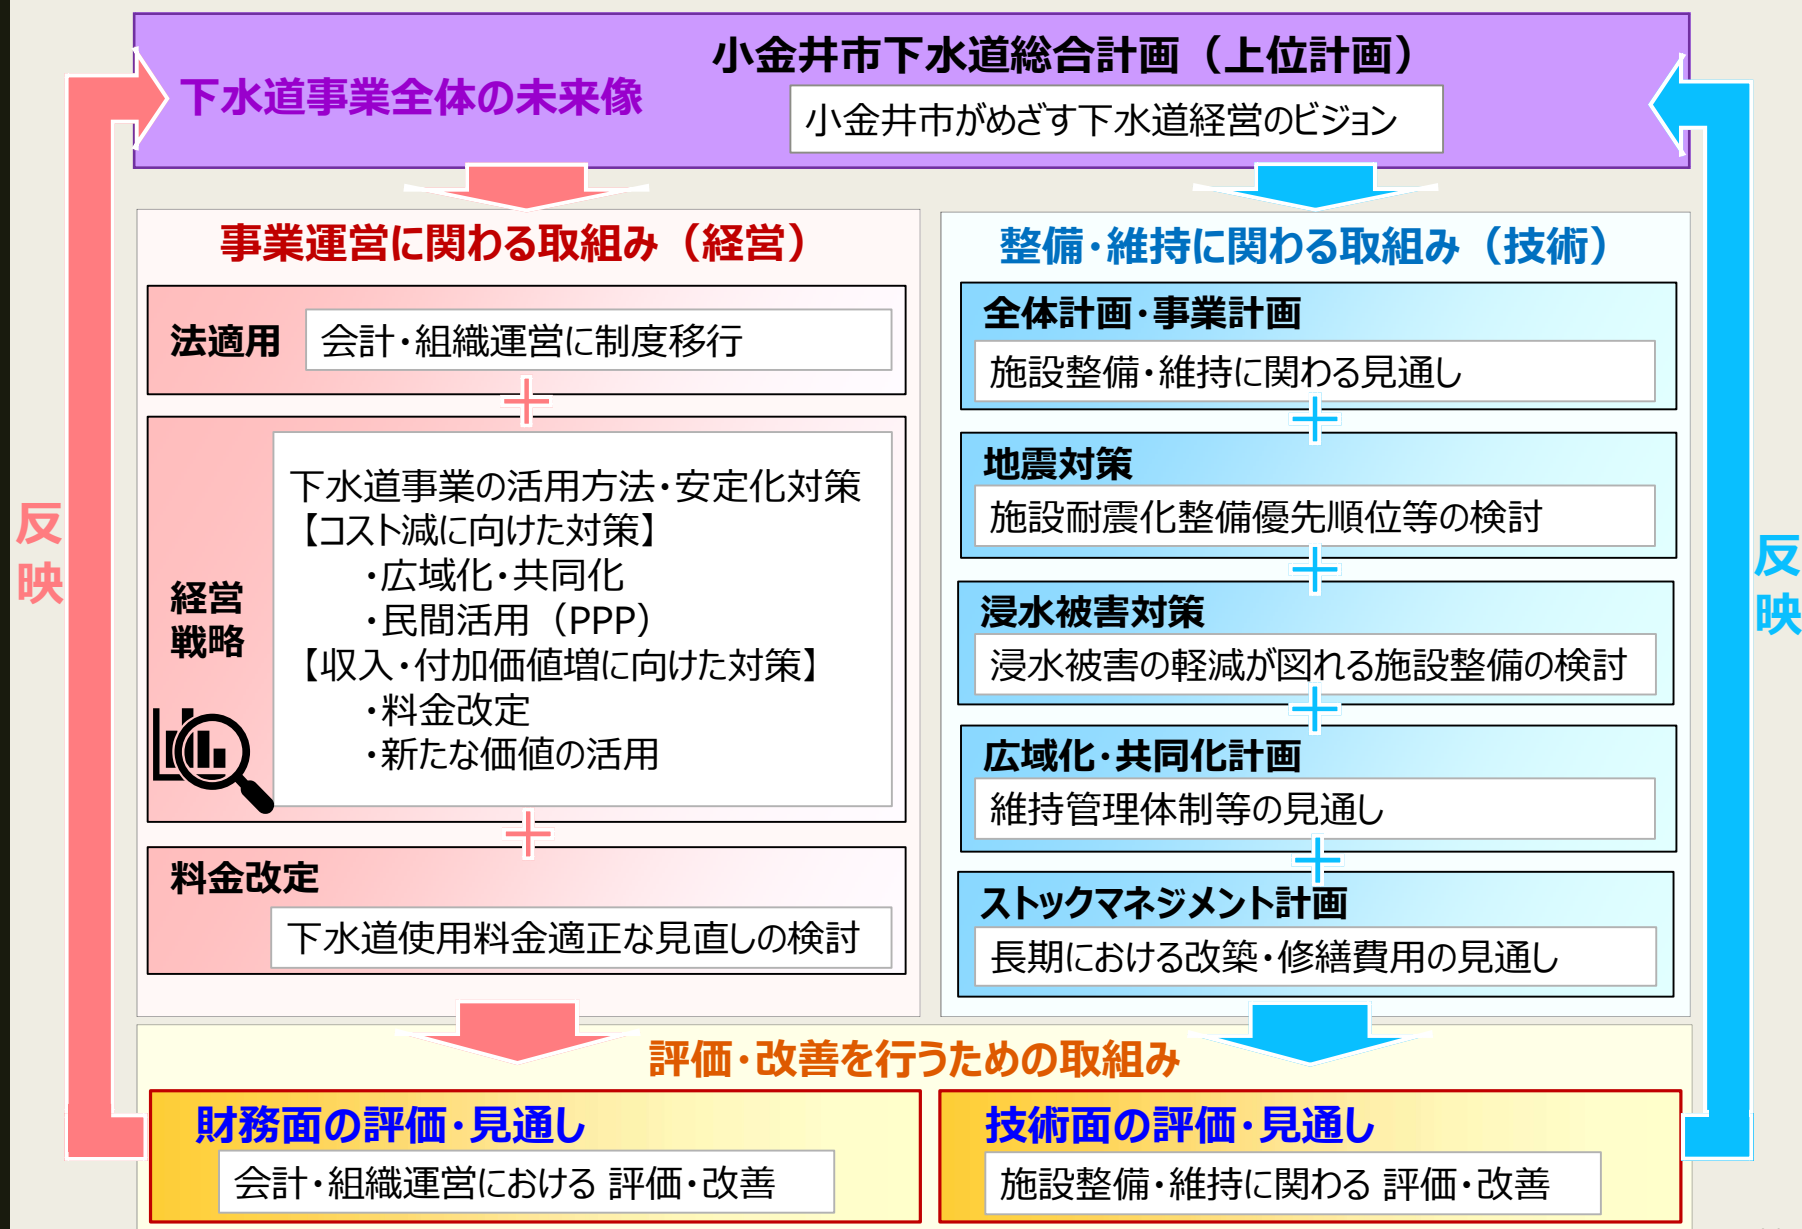 小金井市下水道総合計画（上位計画）
下水道事業全体の未来像
小金井市がめざす下水道経営のビジョン
事業運営に関わる取組み（経営）
法適用
会計・組織運営に制度移行
＋
経営
戦略
下水道事業の活用方法・安定化対策
【コスト減に向けた対策】
・広域化・共同化
・民間活用（PPP）
【収入・付加価値増に向けた対策】
・料金改定
・新たな価値の活用
＋
料金改定
下水道使用料金適正な見直しの検討
整備・維持に関わる取組み（技術）
全体計画・事業計画
施設整備・維持に関わる見通し
＋
地震対策
施設耐震化整備優先順位等の検討
＋
浸水被害対策
浸水被害の軽減が図れる施設整備の検討
＋
広域化・共同化計画
維持管理体制等の見通し
＋
ストックマネジメント計画
長期における改築・修繕費用の見通し
反
映
反
映
評価・改善を行うための取組み
財務面の評価・見通し
会計・組織運営における 評価・改善
技術面の評価・見通し
施設整備・維持に関わる 評価・改善